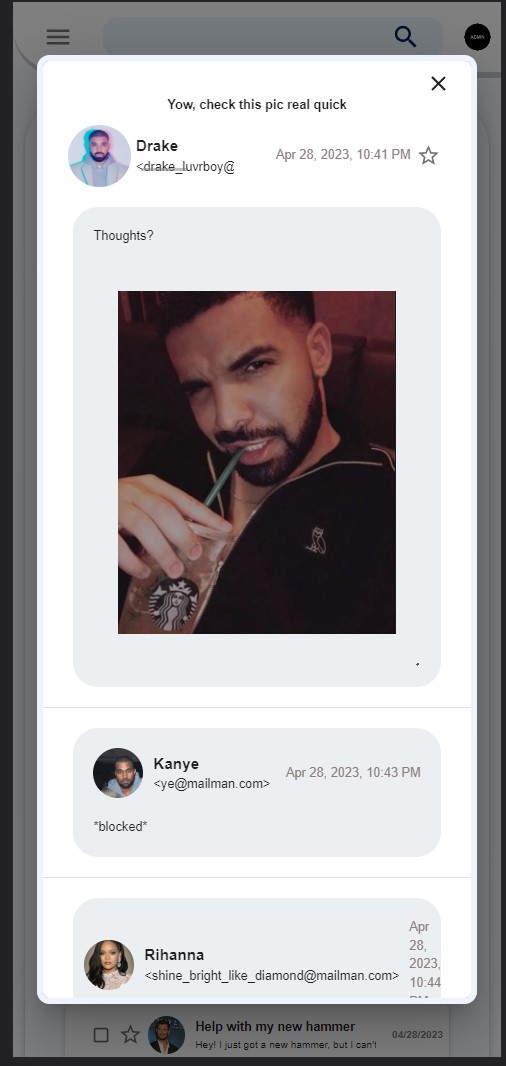 ADMIN
Yow, check this pic real quick
Drake
<drake_luvrboy@
Apr 28, 2023, 10:41 PM
Thoughts?
Kanye
<ye@mailman.com>
Apr 28, 2023, 10:43 PM
*blocked*
Rihanna
<shine_bright_like_diamond@mailman.com>
Apr
28,
2023,
10:44
PM
Help with my new hammer
04/28/2023
Hey! I just got a new hammer, but I can't